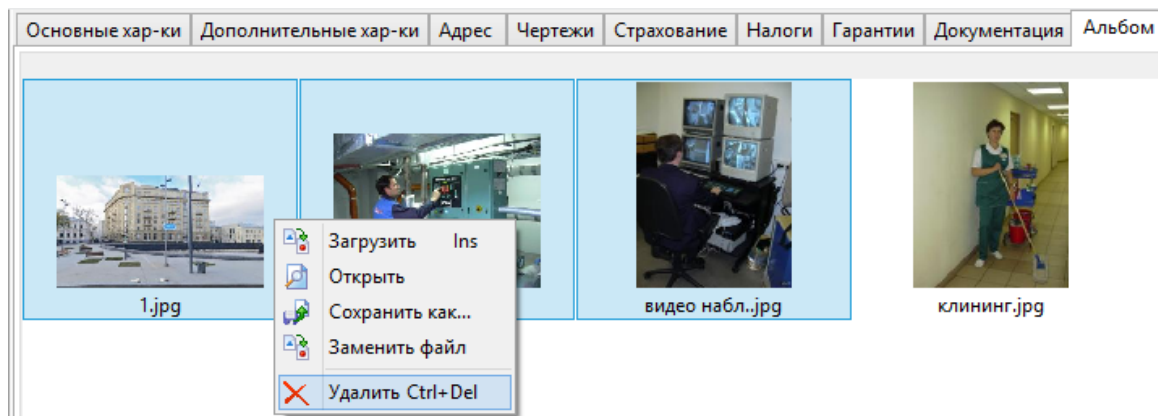 Основные хар-ки Дополнительные хар-ки Адрес Чертежи Страхование Налоги Гарантии Документация Альбом
1.jpg видео набл..jpg клининг.jpg
Загрузить Ins
Открыть
Сохранить как...
Заменить файл
Удалить Ctrl+Del